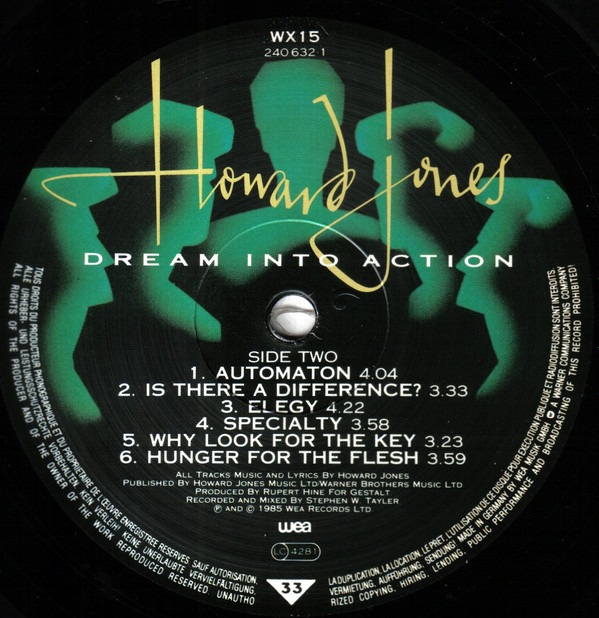 WX15
240 632-1
Howard Jones
DREAM INTO ACTION
SIDE TWO
1. AUTOMATON 4.04
2. IS THERE A DIFFERENCE? 3.33
3. ELEGY 4.22
4. SPECIALTY 3.58
5. WHY LOOK FOR THE KEY 3.23
6. HUNGER FOR THE FLESH 3.59
ALL TRACKS MUSIC AND LYRICS BY HOWARD JONES
PUBLISHED BY HOWARD JONES MUSIC LTD/WARNER BROTHERS MUSIC LTD
PRODUCED BY RUPERT HINE FOR GESTALT
RECORDED AND MIXED BY STEPHEN W. TAYLER
Ⓟ AND © 1985 WEA RECORDS LTD.
wea
LC 4281
33
TOUS DROITS DU PRODUCTEUR PHONOGRAPHIQUE ET DU PROPRIETAIRE DE L'ŒUVRE ENREGISTREE RESERVES SAUF AUTORISATION.
LA DUPLICATION, LA LOCATION, LE PRET, L'UTILISATION DE CE DISQUE POUR EXECUTION PUBLIQUE ET RADIODIFFUSION SONT INTERDITS.
ALLE URHEBER- UND LEISTUNGSSCHUTZRECHTE VORBEHALTEN. KEIN VERLEIH! KEINE UNERLAUBTE VERVIELFÄLTIGUNG,
VERMIETUNG, AUFFÜHRUNG, SENDUNG. MADE IN GERMANY BY WEA MUSIK GMBH A WARNER COMMUNICATIONS COMPANY
ALL RIGHTS OF THE PRODUCER AND OF THE OWNER OF THE WORK REPRODUCED RESERVED UNAUTHO
RIZED COPYING, HIRING, LENDING, PUBLIC PERFORMANCE AND BROADCASTING OF THIS RECORD PROHIBITED!